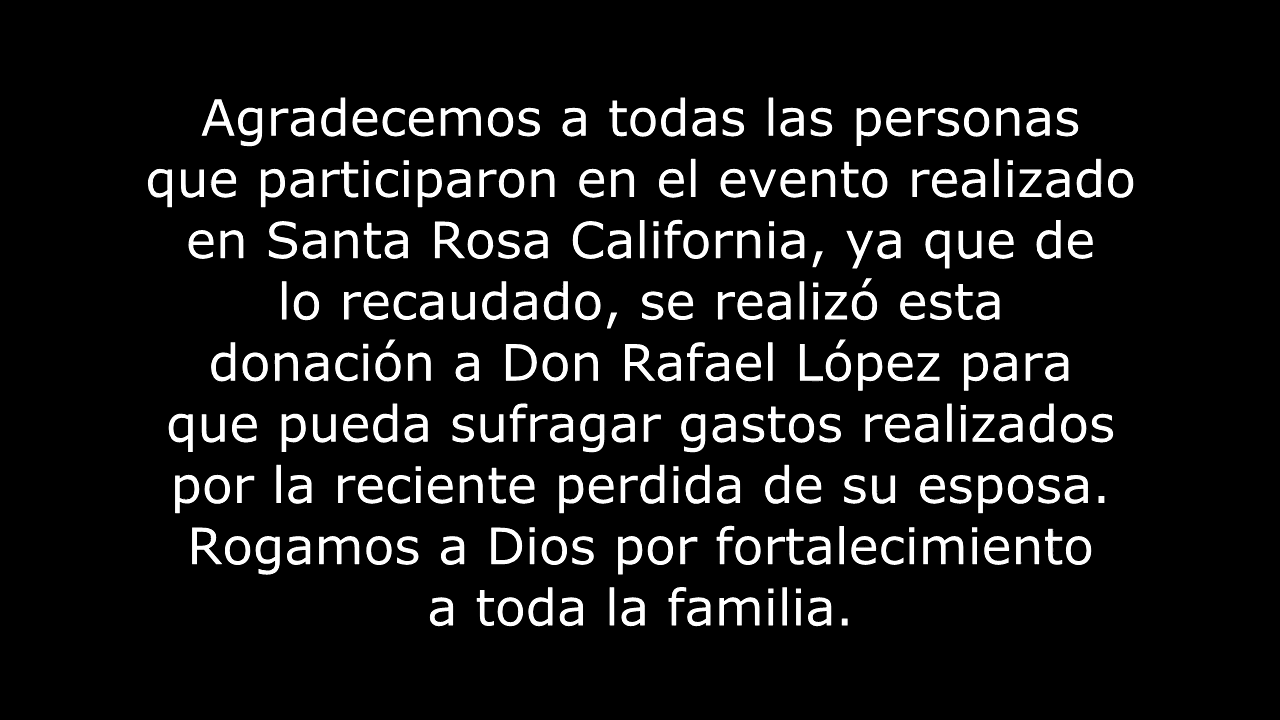 Agradecemos a todas las personas
que participaron en el evento realizado
en Santa Rosa California, ya que de
lo recaudado, se realizó esta
donación a Don Rafael López para
que pueda sufragar gastos realizados
por la reciente perdida de su esposa.
Rogamos a Dios por fortalecimiento
a toda la familia.